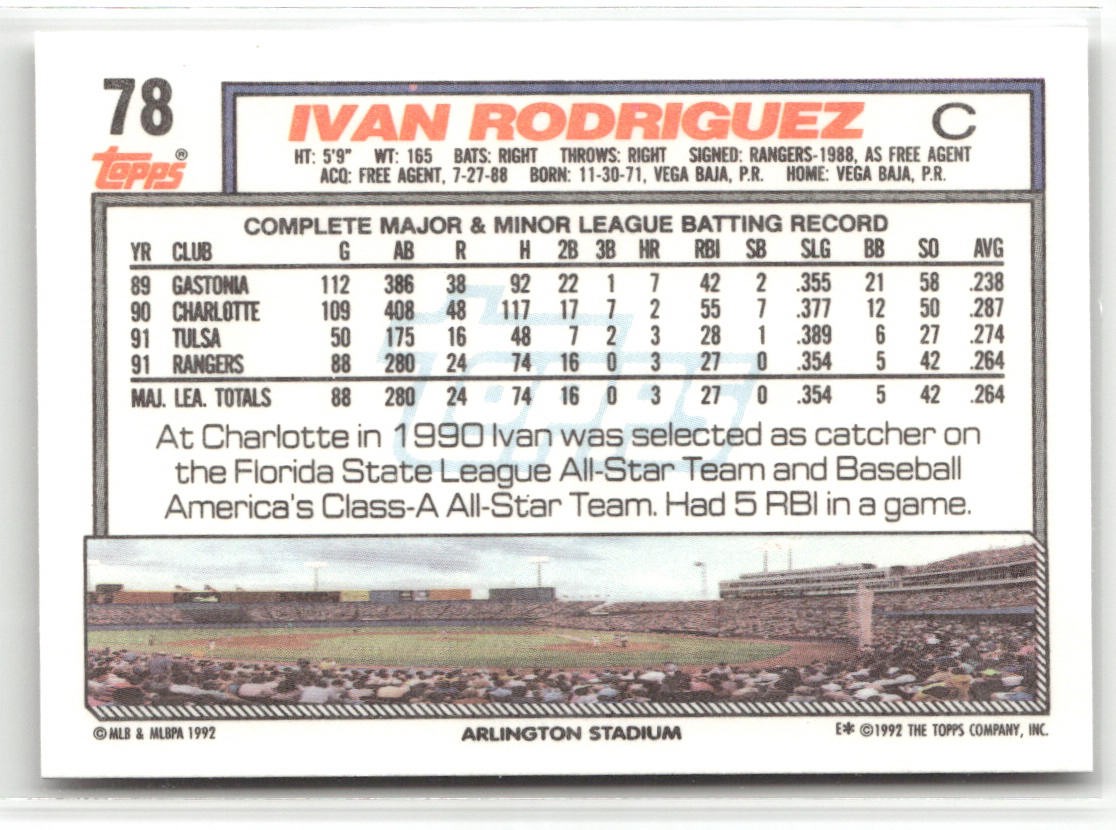 78
Topps®
IVAN RODRIGUEZ C
HT: 5'9" WT: 165 BATS: RIGHT THROWS: RIGHT SIGNED: RANGERS-1988, AS FREE AGENT
ACQ: FREE AGENT, 7-27-88 BORN: 11-30-71, VEGA BAJA, P.R. HOME: VEGA BAJA, P.R.
COMPLETE MAJOR & MINOR LEAGUE BATTING RECORD
YR CLUB G AB R H 2B 3B HR RBI SB SLG BB SO AVG
89 GASTONIA 112 386 38 92 22 1 7 42 2 .355 21 58 .238
90 CHARLOTTE 109 408 48 117 17 7 2 55 7 .377 12 50 .287
91 TULSA 50 175 16 48 7 2 3 28 1 .389 6 27 .274
91 RANGERS 88 280 24 74 16 0 3 27 0 .354 5 42 .264
MAJ. LEA. TOTALS 88 280 24 74 16 0 3 27 0 .354 5 42 .264
Topps
At Charlotte in 1990 Ivan was selected as catcher on
the Florida State League All-Star Team and Baseball
America's Class-A All-Star Team. Had 5 RBI in a game.
© MLB & MLBPA 1992 ARLINGTON STADIUM E* ©1992 THE TOPPS COMPANY, INC.